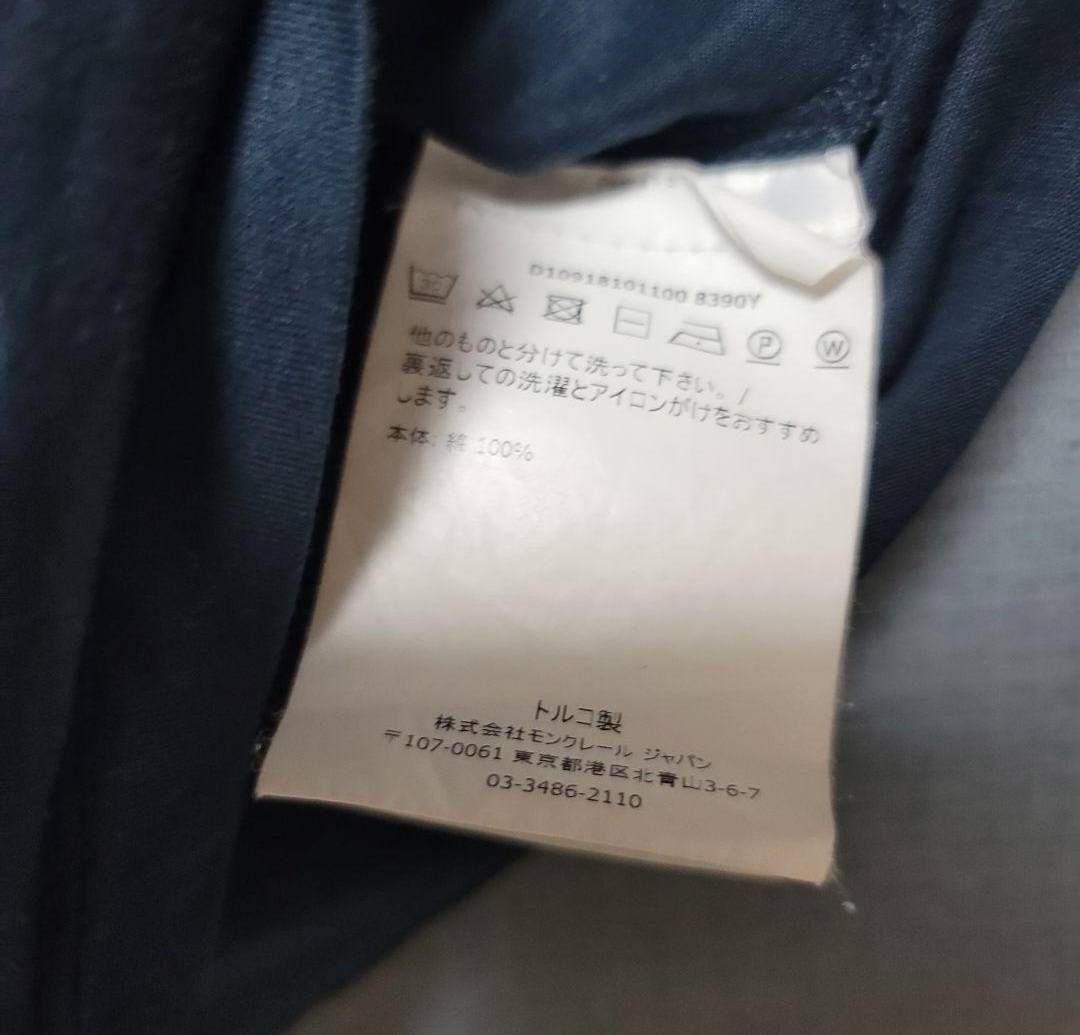 D10918101100 8390Y
30
P W
他のものと分けて洗って下さい。/
裏返しての洗濯とアイロンがけをおすすめ
します。
本体: 綿 100%
トルコ製
株式会社モンクレール ジャパン
〒107-0061 東京都港区北青山3-6-7
03-3486-2110